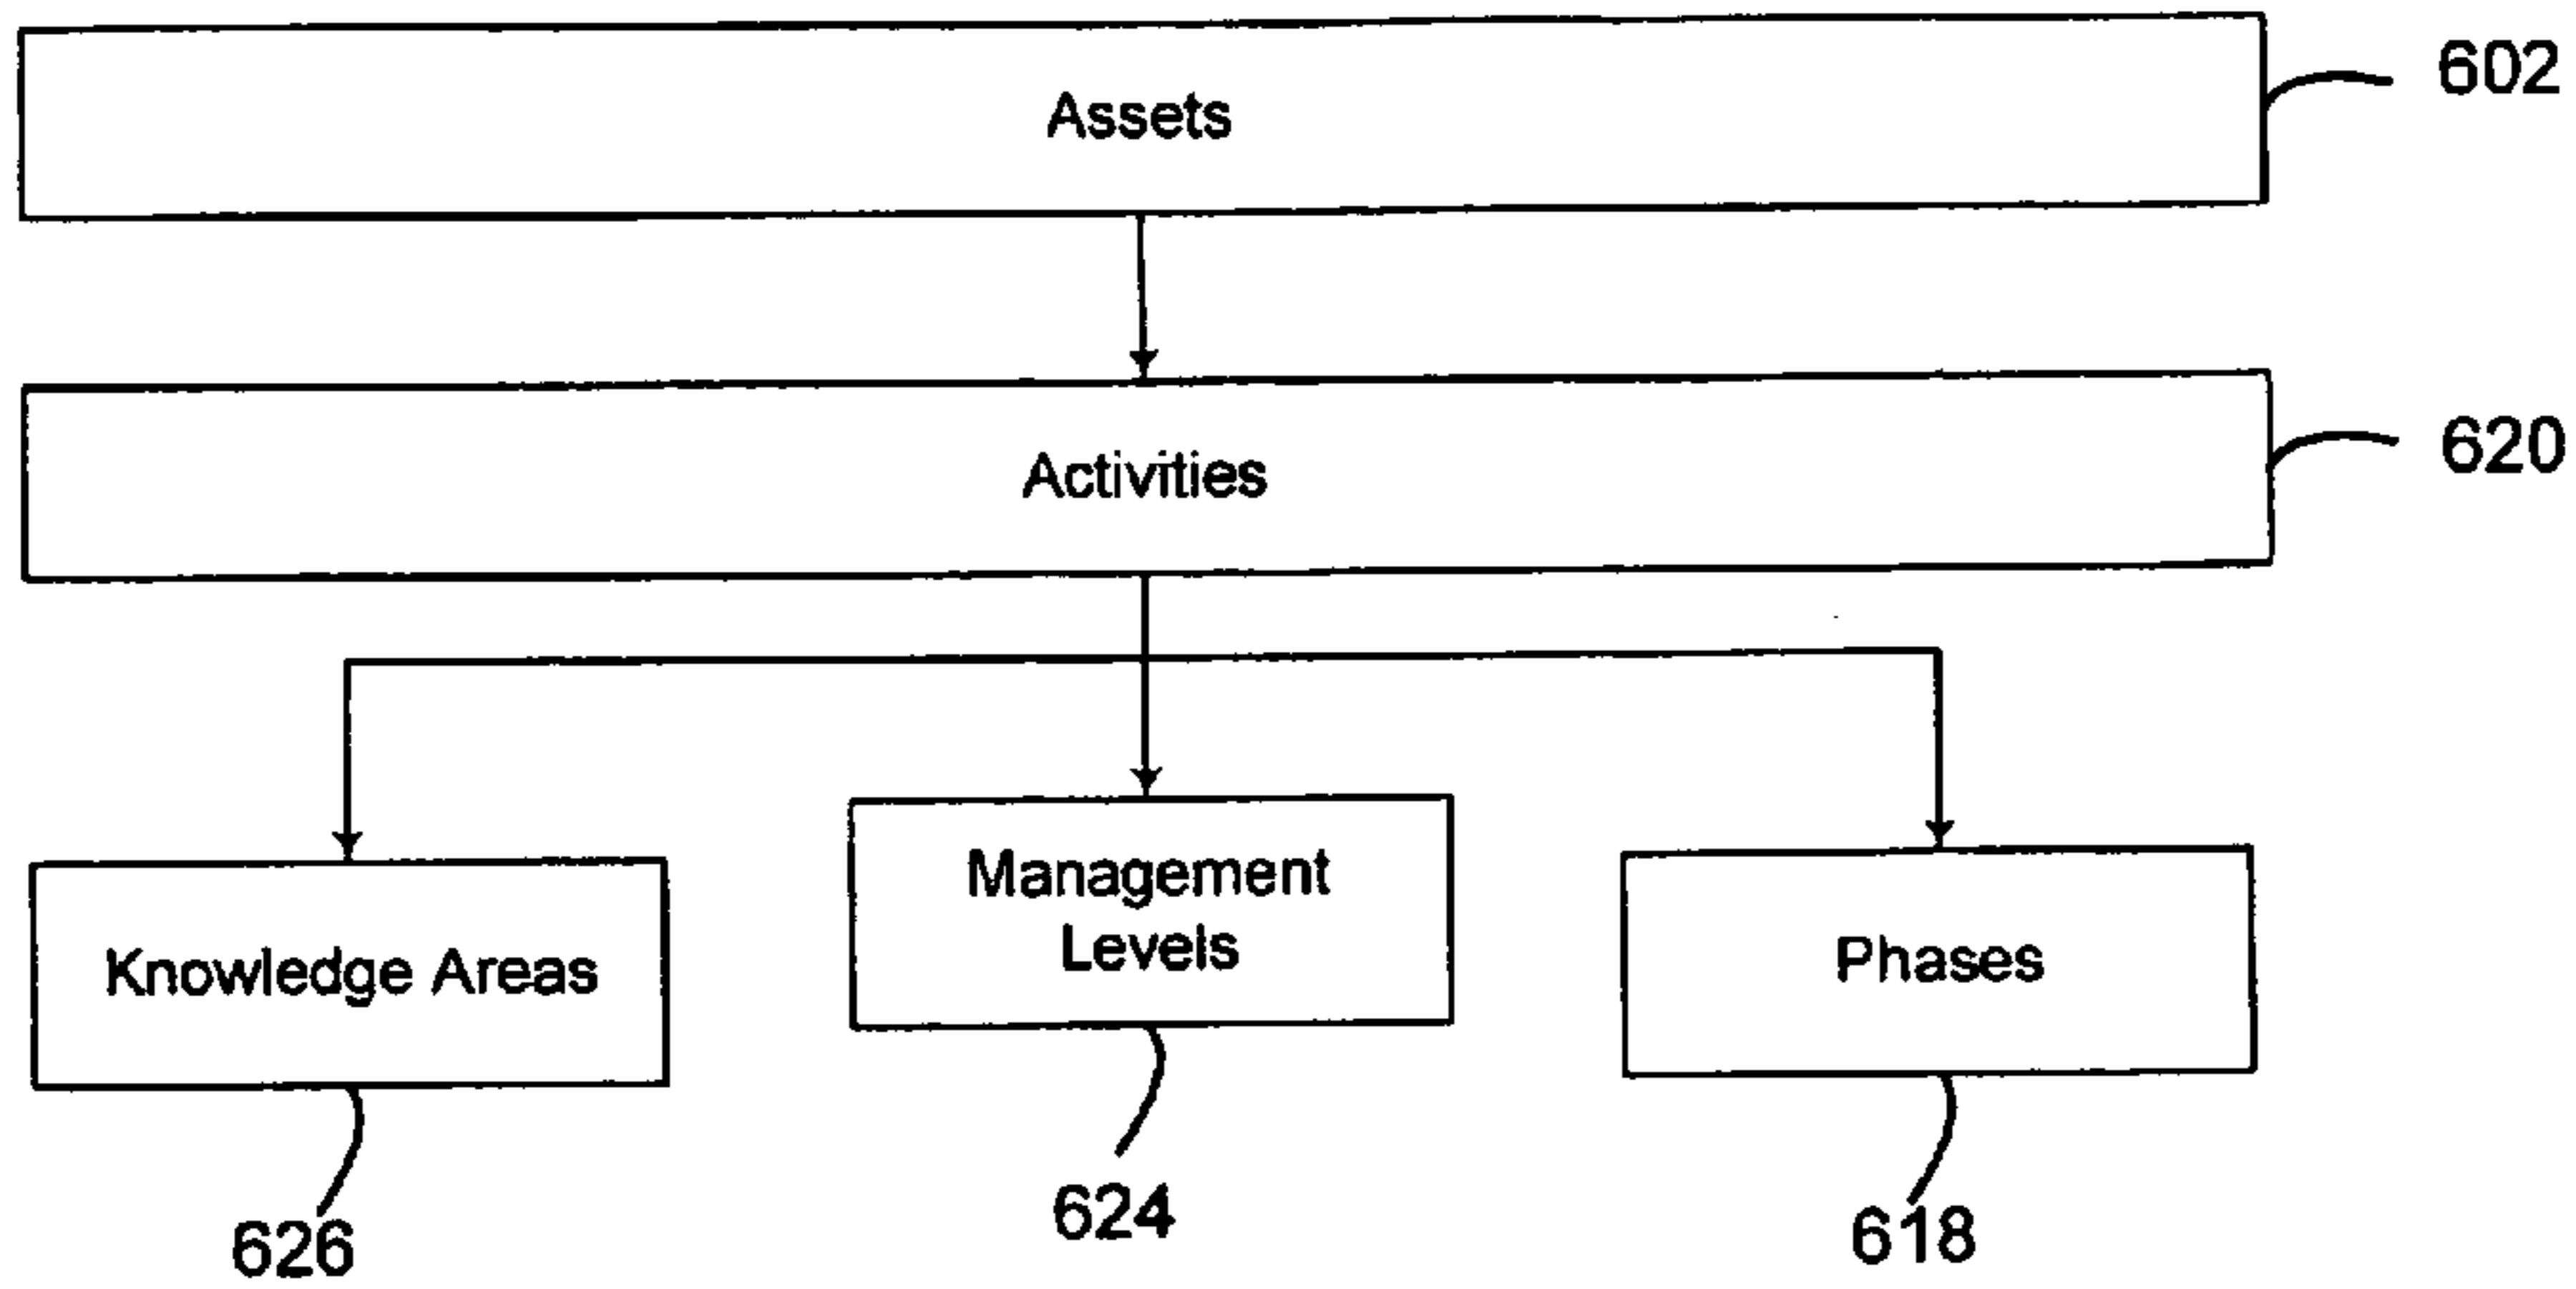 Assets
602
Activities
620
Management
Levels
Knowledge Areas
Phases
626
624
618